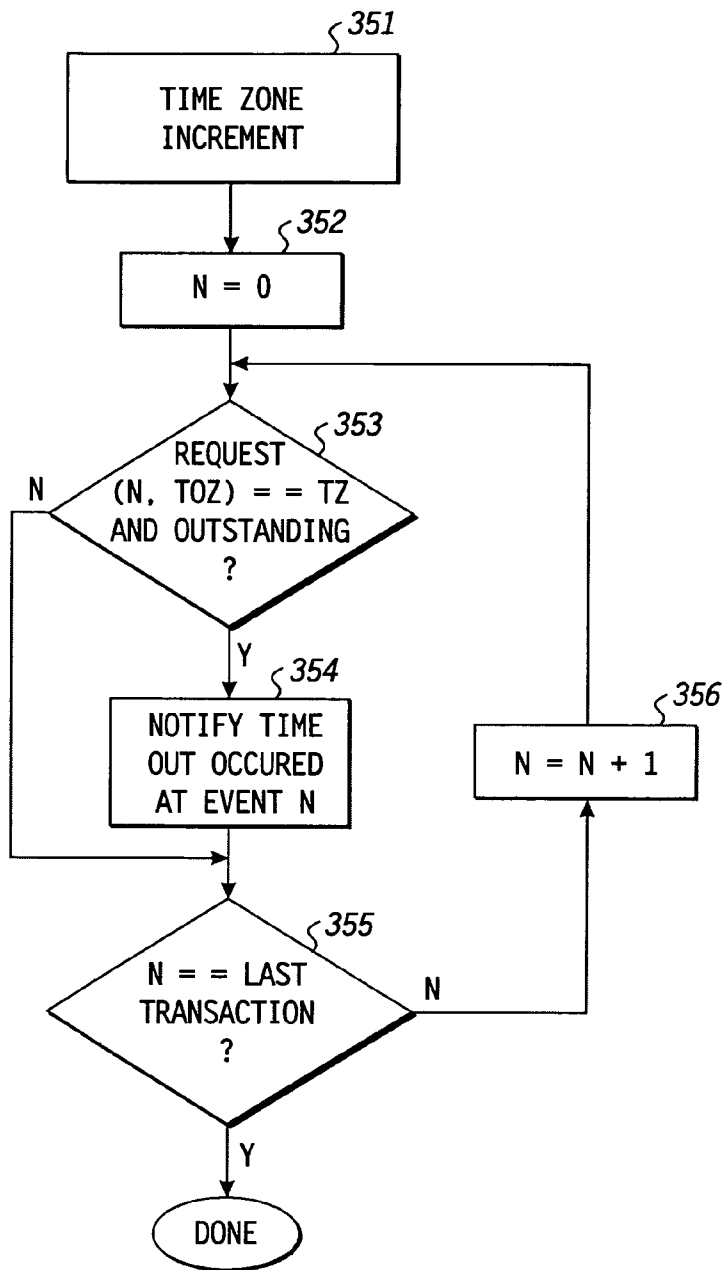 351
TIME ZONE
INCREMENT
352
N = 0
353
REQUEST
(N, TOZ) = = TZ
AND OUTSTANDING
?
N
Y
354
NOTIFY TIME
OUT OCCURED
AT EVENT N
356
N = N + 1
355
N = = LAST
TRANSACTION
?
N
Y
DONE